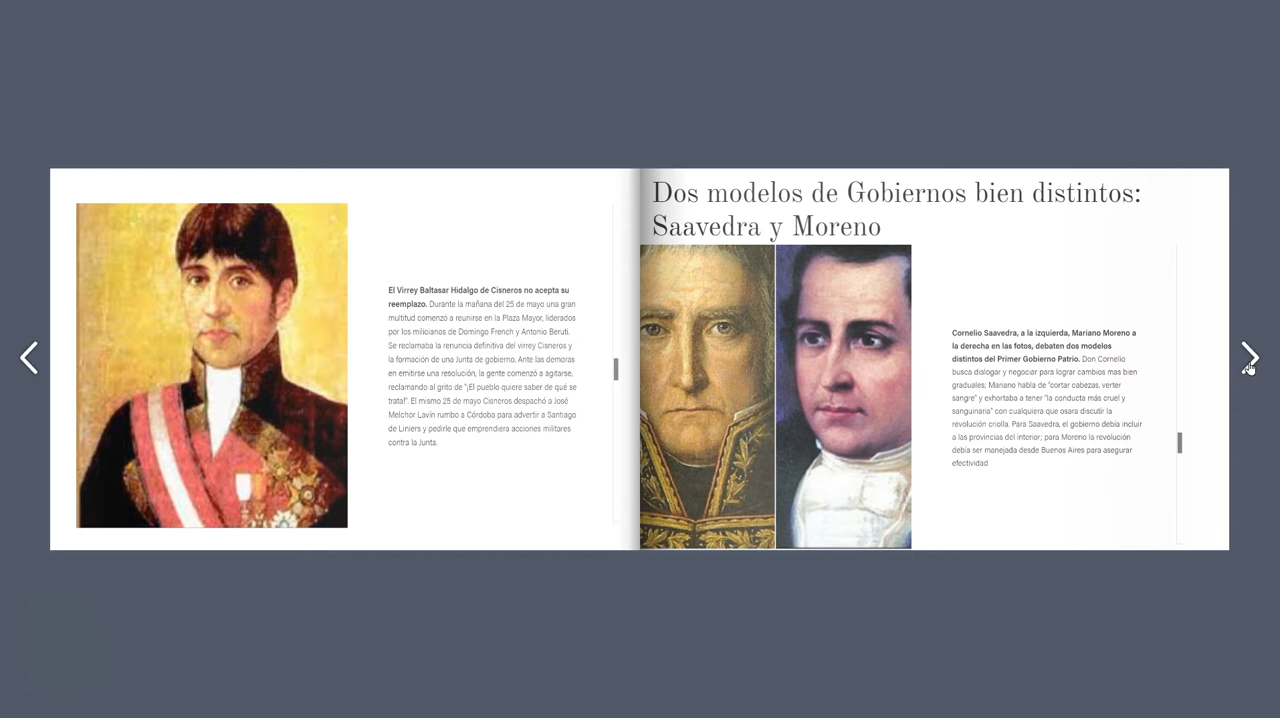 El Virrey Baltasar Hidalgo de Cisneros no acepta su
reemplazo. Durante la mañana del 25 de mayo una gran
multitud comenzó a reunirse en la Plaza Mayor, liderados
por los milicianos de Domingo French y Antonio Beruti.
Se reclamaba la renuncia definitiva del virrey Cisneros y
la formación de una Junta de gobierno. Ante las demoras
en emitirse una resolución, la gente comenzó a agitarse,
reclamando al grito de "¡El pueblo quiere saber de qué se
trata!". El mismo 25 de mayo Cisneros despachó a José
Melchor Lavín rumbo a Córdoba para advertir a Santiago
de Liniers y pedirle que emprendiera acciones militares
contra la Junta.
Dos modelos de Gobiernos bien distintos:
Saavedra y Moreno
Cornelio Saavedra, a la izquierda, Mariano Moreno a
la derecha en las fotos, debaten dos modelos
distintos del Primer Gobierno Patrio. Don Cornelio
busca dialogar y negociar para lograr cambios mas bien
graduales; Mariano habla de "cortar cabezas, verter
sangre" y exhortaba a tener "la conducta más cruel y
sanguinaria" con cualquiera que osara discutir la
revolución criolla. Para Saavedra, el gobierno debía incluir
a las provincias del interior; para Moreno la revolución
debía ser manejada desde Buenos Aires para asegurar
efectividad